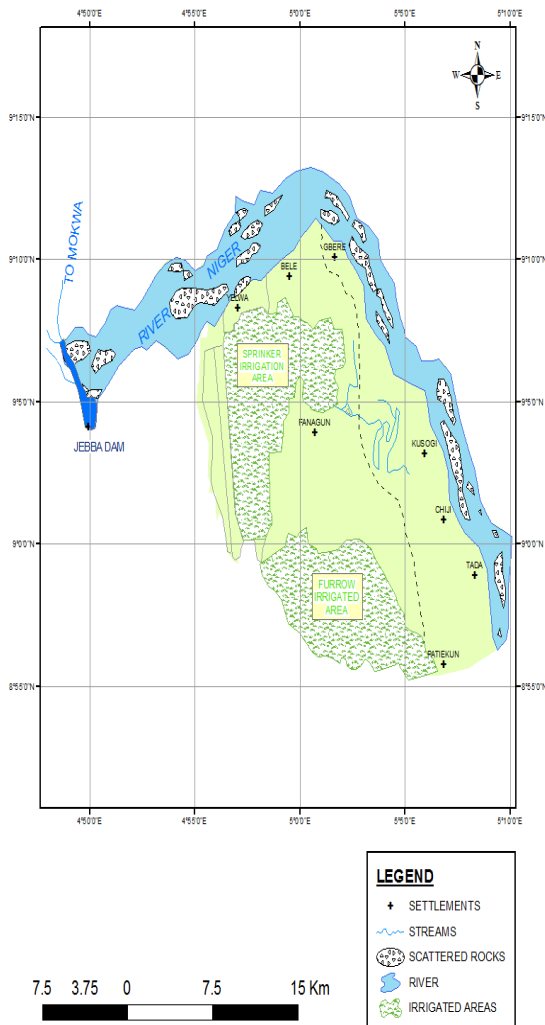 4°50'0"E 4°55'0"E 5°0'0"E 5°5'0"E 5°10'0"E
N
W E
S
9°15'0"N 9°15'0"N
TO MOKWA
9°10'0"N 9°10'0"N
GBERE
BELE
RIVER NIGER
YELWA
SPRINKER
IRRIGATION
AREA
9°5'0"N 9°5'0"N
FANAGUN
JEBBA DAM
KUSOGI
CHIJI
9°0'0"N 9°0'0"N
TADA
FURROW
IRRIGATED
AREA
PATIEKUN
8°55'0"N 8°55'0"N
4°50'0"E 4°55'0"E 5°0'0"E 5°5'0"E 5°10'0"E
LEGEND
SETTLEMENTS
STREAMS
SCATTERED ROCKS
RIVER
IRRIGATED AREAS
7.5 3.75 0 7.5 15 Km